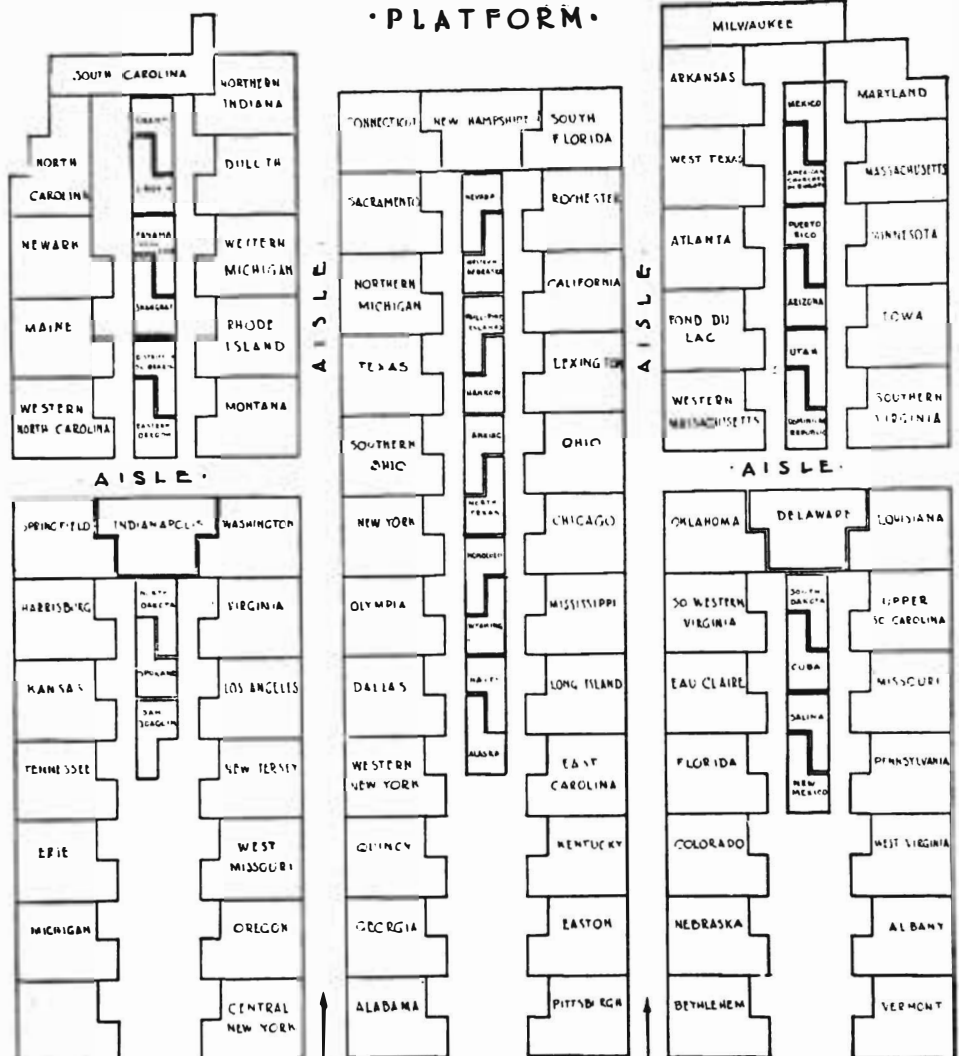 ·PLATFORM·
SOUTH CAROLINA
NORTHERN
INDIANA
NORTH
CAROLINA
DULUTH
NEWARK
PANAMA
WESTERN
MICHIGAN
MAINE
SHANGHAI
RHODE
ISLAND
WESTERN
NORTH CAROLINA
EASTERN
OREGON
MONTANA
AISLE·
SPRINGFIELD
INDIANAPOLIS
WASHINGTON
HARRISBURG
NORTH
DAKOTA
VIRGINIA
KANSAS
SPOKANE
LOS ANGELES
SAN
JOAQUIN
TENNESSEE
NEW JERSEY
ERIE
WEST
MISSOURI
MICHIGAN
OREGON
CENTRAL
NEW YORK
AISLE
CONNECTICUT
NEW HAMPSHIRE
SOUTH
FLORIDA
SACRAMENTO
NEVADA
ROCHESTER
NORTHERN
MICHIGAN
WESTERN
NEBRASKA
CALIFORNIA
PHILIPPINE
ISLANDS
TEXAS
HANKOW
LEXINGTON
SOUTHERN
OHIO
ANKING
OHIO
NEW YORK
NORTH
TEXAS
CHICAGO
HONOLULU
OLYMPIA
WYOMING
MISSISSIPPI
DALLAS
HAITI
LONG ISLAND
WESTERN
NEW YORK
ALASKA
EAST
CAROLINA
QUINCY
KENTUCKY
GEORGIA
EASTON
ALABAMA
PITTSBURGH
AISLE
MILWAUKEE
ARKANSAS
MEXICO
MARYLAND
WEST TEXAS
AMERICAN
CHURCHES
IN EUROPE
MASSACHUSETTS
ATLANTA
PUERTO
RICO
MINNESOTA
ARIZONA
FOND DU
LAC
UTAH
IOWA
WESTERN
MASSACHUSETTS
DOMINICAN
REPUBLIC
SOUTHERN
VIRGINIA
·AISLE·
OKLAHOMA
DELAWARE
LOUISIANA
SO WESTERN
VIRGINIA
SOUTH
DAKOTA
UPPER
SO CAROLINA
EAU CLAIRE
CUBA
MISSOURI
SALINA
FLORIDA
NEW
MEXICO
PENNSYLVANIA
COLORADO
WEST VIRGINIA
NEBRASKA
ALBANY
BETHLEHEM
VERMONT